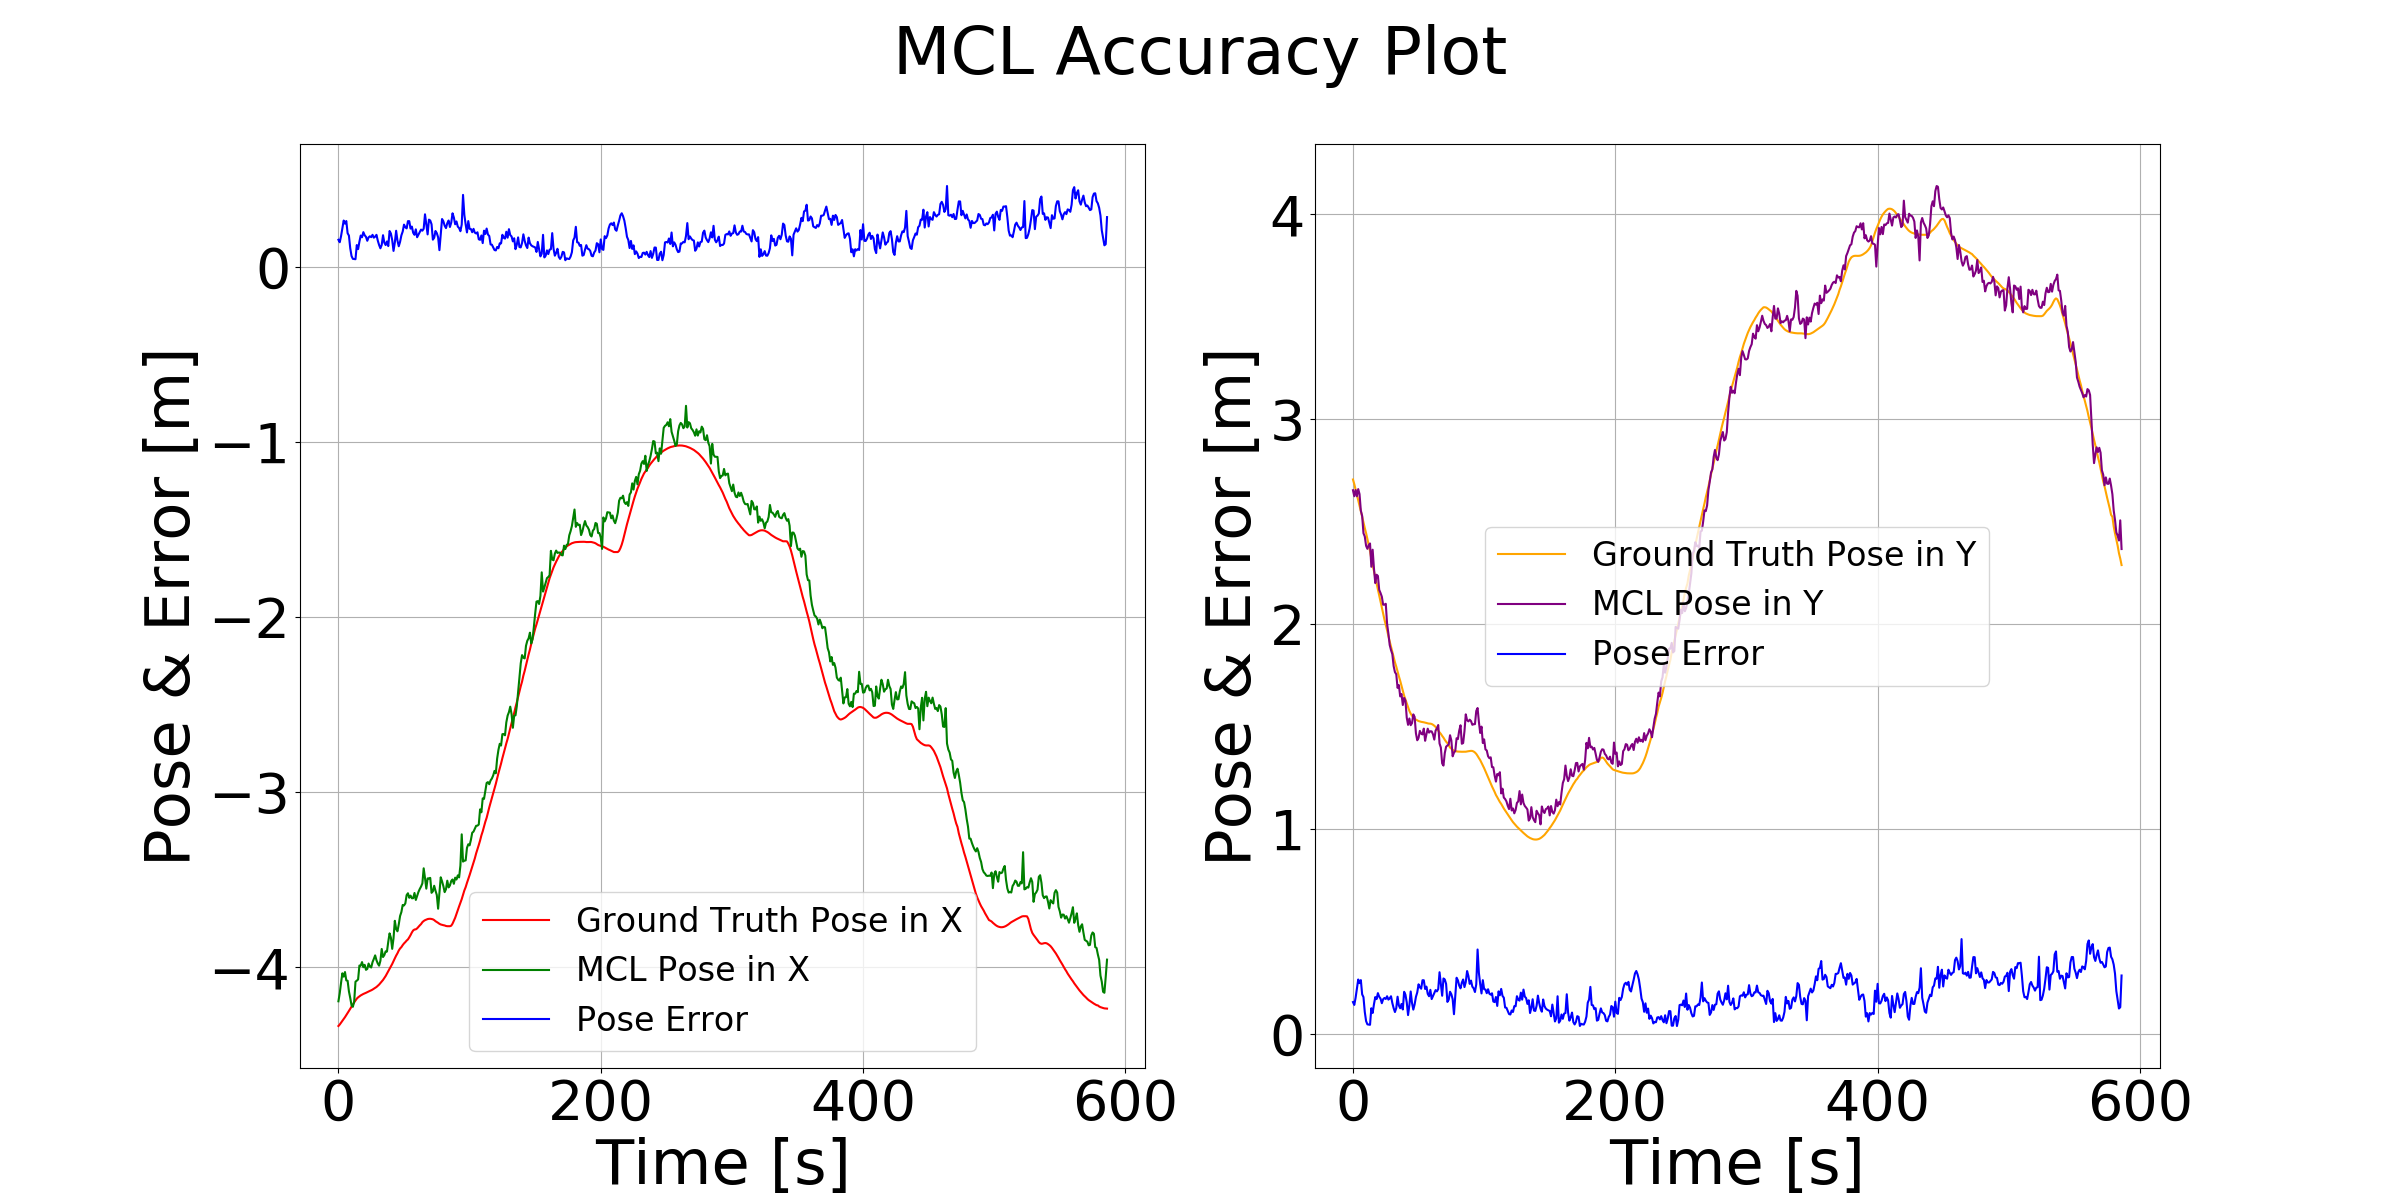 MCL Accuracy Plot
Pose & Error [m]
0
−1
−2
−3
−4
Ground Truth Pose in X
MCL Pose in X
Pose Error
0 200 400 600
Time [s]
Pose & Error [m]
4
3
2
1
0
Ground Truth Pose in Y
MCL Pose in Y
Pose Error
0 200 400 600
Time [s]